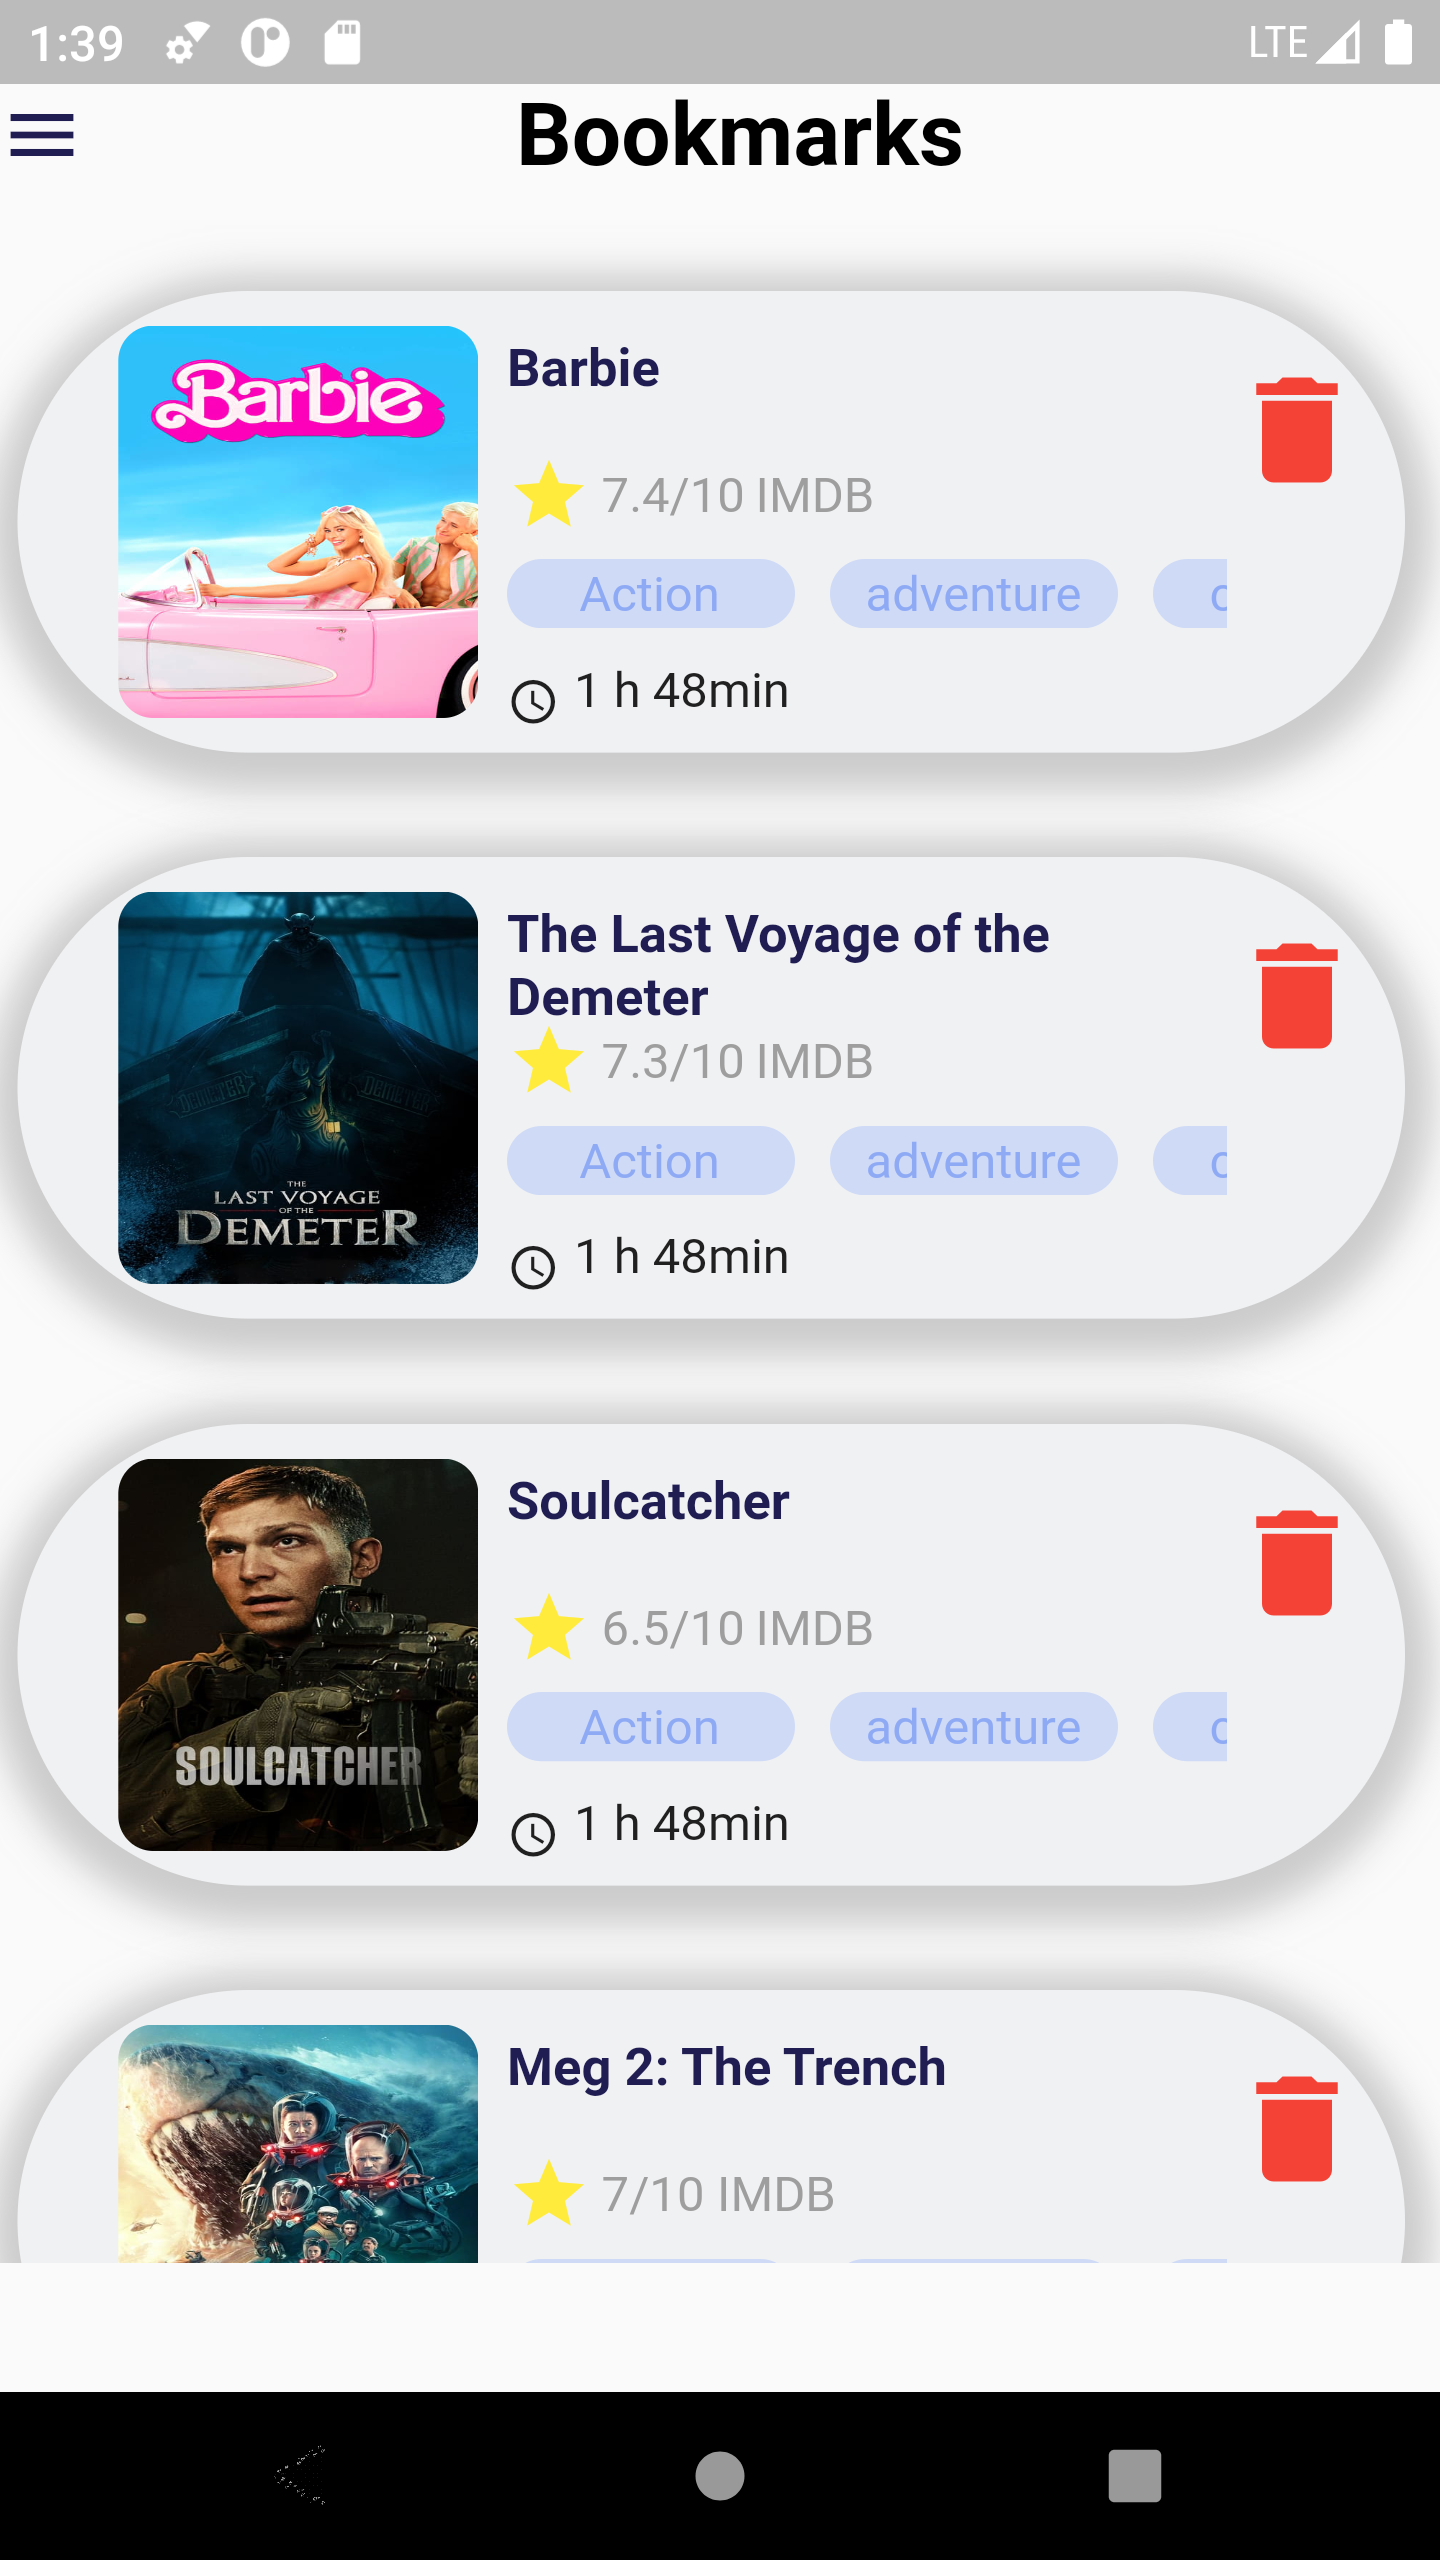 1:39
LTE
Bookmarks
Barbie
Barbie
7.4/10 IMDB
Action
adventure
1 h 48min
THE
LAST VOYAGE
OF THE
DEMETER
DEMETER
DEMETER
The Last Voyage of the
Demeter
7.3/10 IMDB
Action
adventure
1 h 48min
SOULCATCHER
Soulcatcher
6.5/10 IMDB
Action
adventure
1 h 48min
Meg 2: The Trench
7/10 IMDB